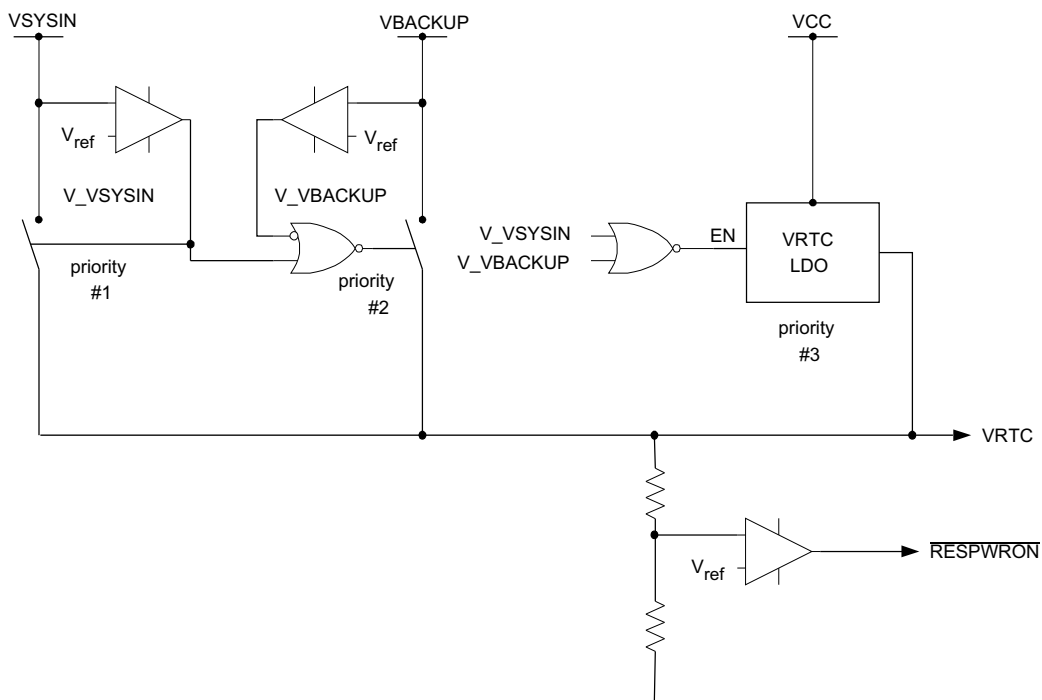 VSYSIN
VBACKUP
VCC
Vref
Vref
V_VSYSIN
V_VBACKUP
priority
#1
priority
#2
V_VSYSIN
V_VBACKUP
EN
VRTC
LDO
priority
#3
VRTC
Vref
RESPWRON